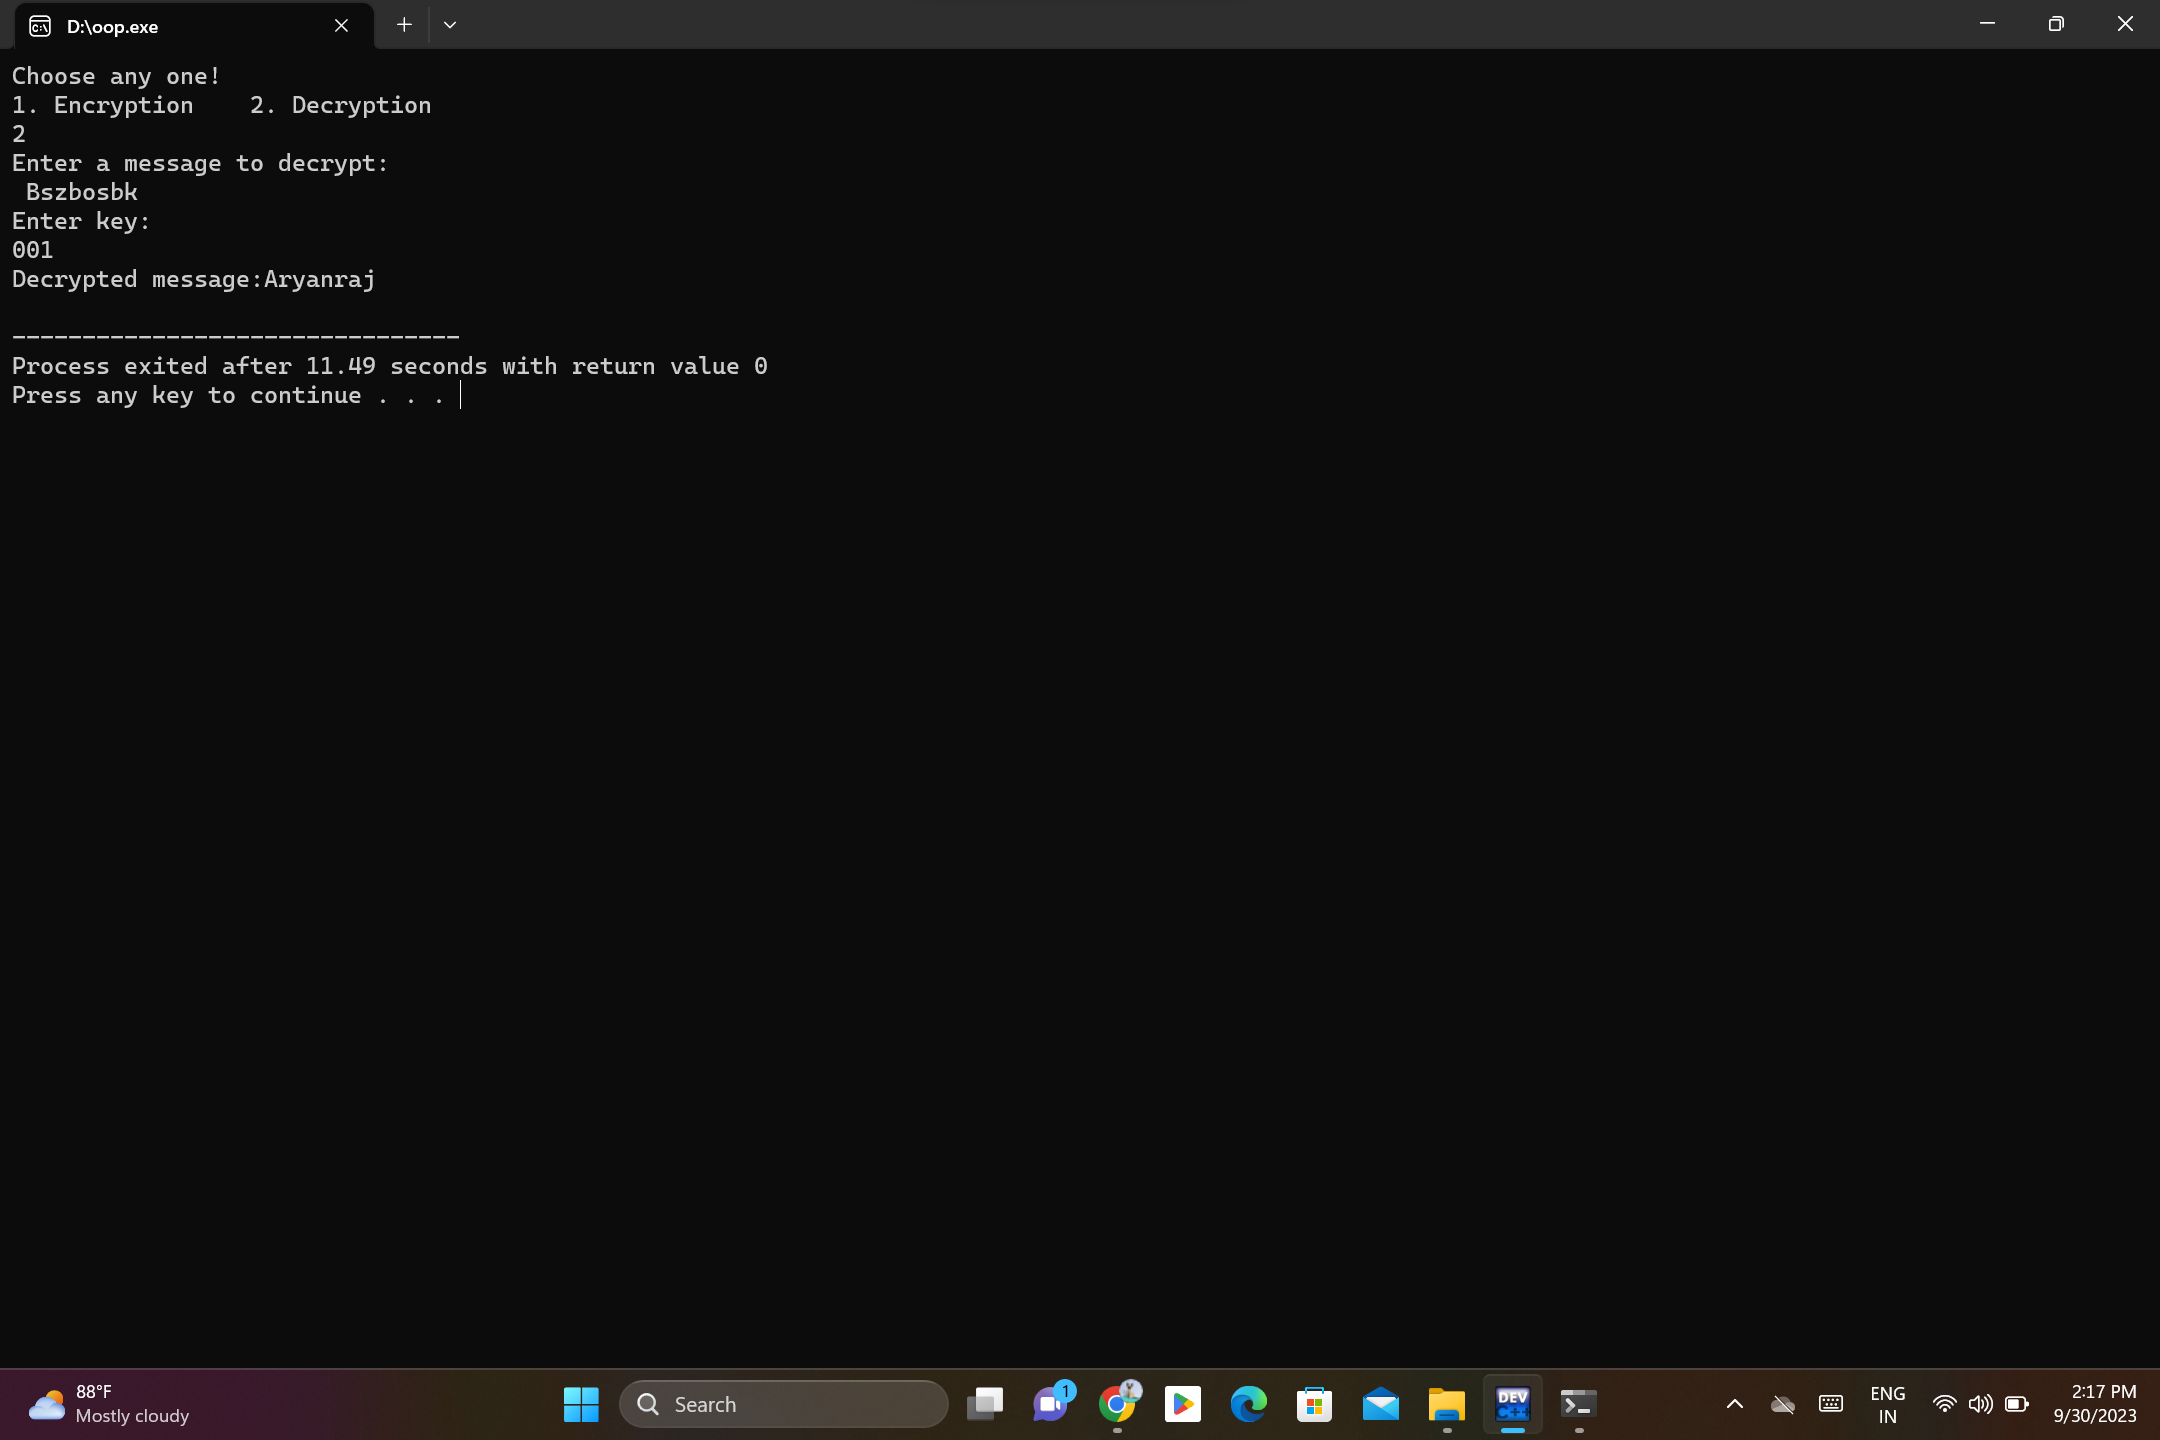 D:\oop.exe
Choose any one!
1. Encryption    2. Decryption
2
Enter a message to decrypt:
 Bszbosbk
Enter key:
001
Decrypted message:Aryanraj
--------------------------------
Process exited after 11.49 seconds with return value 0
Press any key to continue . . .
88°F
Mostly cloudy
Search
1
DEV
C++
ENG
IN
2:17 PM
9/30/2023